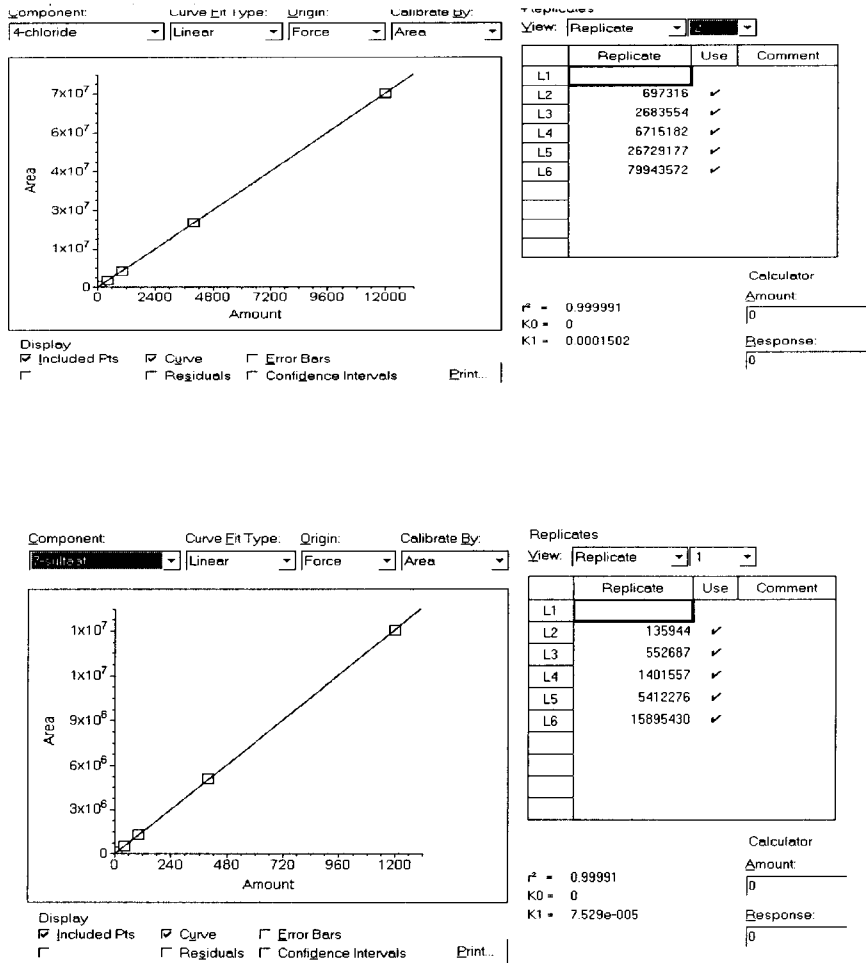 Component: Curve Fit Type: Origin: Calibrate By:
4-chloride Linear Force Area
Replicates
View: Replicate
Replicate Use Comment
L1
L2 697316 ✓
L3 2683554 ✓
L4 6715182 ✓
L5 26729177 ✓
L6 79943572 ✓
7x10⁷
6x10⁷
4x10⁷
3x10⁷
1x10⁷
0
Area
0 2400 4800 7200 9600 12000
Amount
r² = 0.999991
K0 = 0
K1 = 0.0001502
Calculator
Amount:
0
Response:
0
Display
Included Pts Curve Error Bars
Residuals Confidence Intervals Print...
Component: Curve Fit Type: Origin: Calibrate By:
Linear Force Area
Replicates
View: Replicate 1
Replicate Use Comment
L1
L2 135944 ✓
L3 552687 ✓
L4 1401557 ✓
L5 5412276 ✓
L6 15895430 ✓
1x10⁷
1x10⁷
9x10⁶
6x10⁶
3x10⁶
0
Area
0 240 480 720 960 1200
Amount
r² = 0.99991
K0 = 0
K1 = 7.529e-005
Calculator
Amount:
0
Response:
0
Display
Included Pts Curve Error Bars
Residuals Confidence Intervals Print...